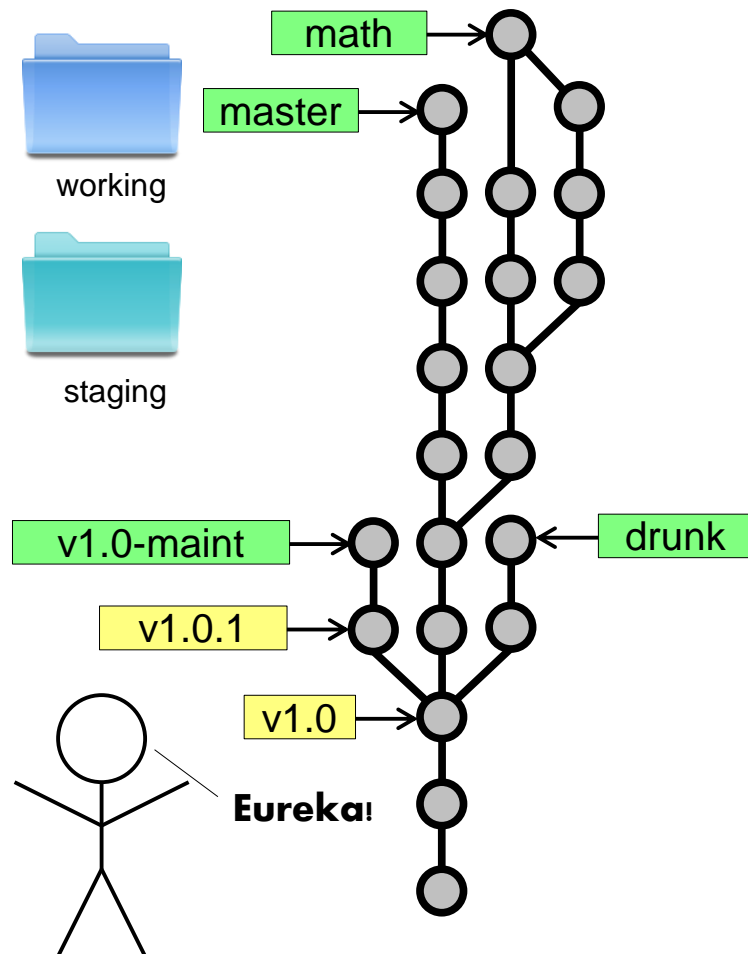 math
master
working
staging
v1.0-maint
drunk
v1.0.1
v1.0
Eureka!